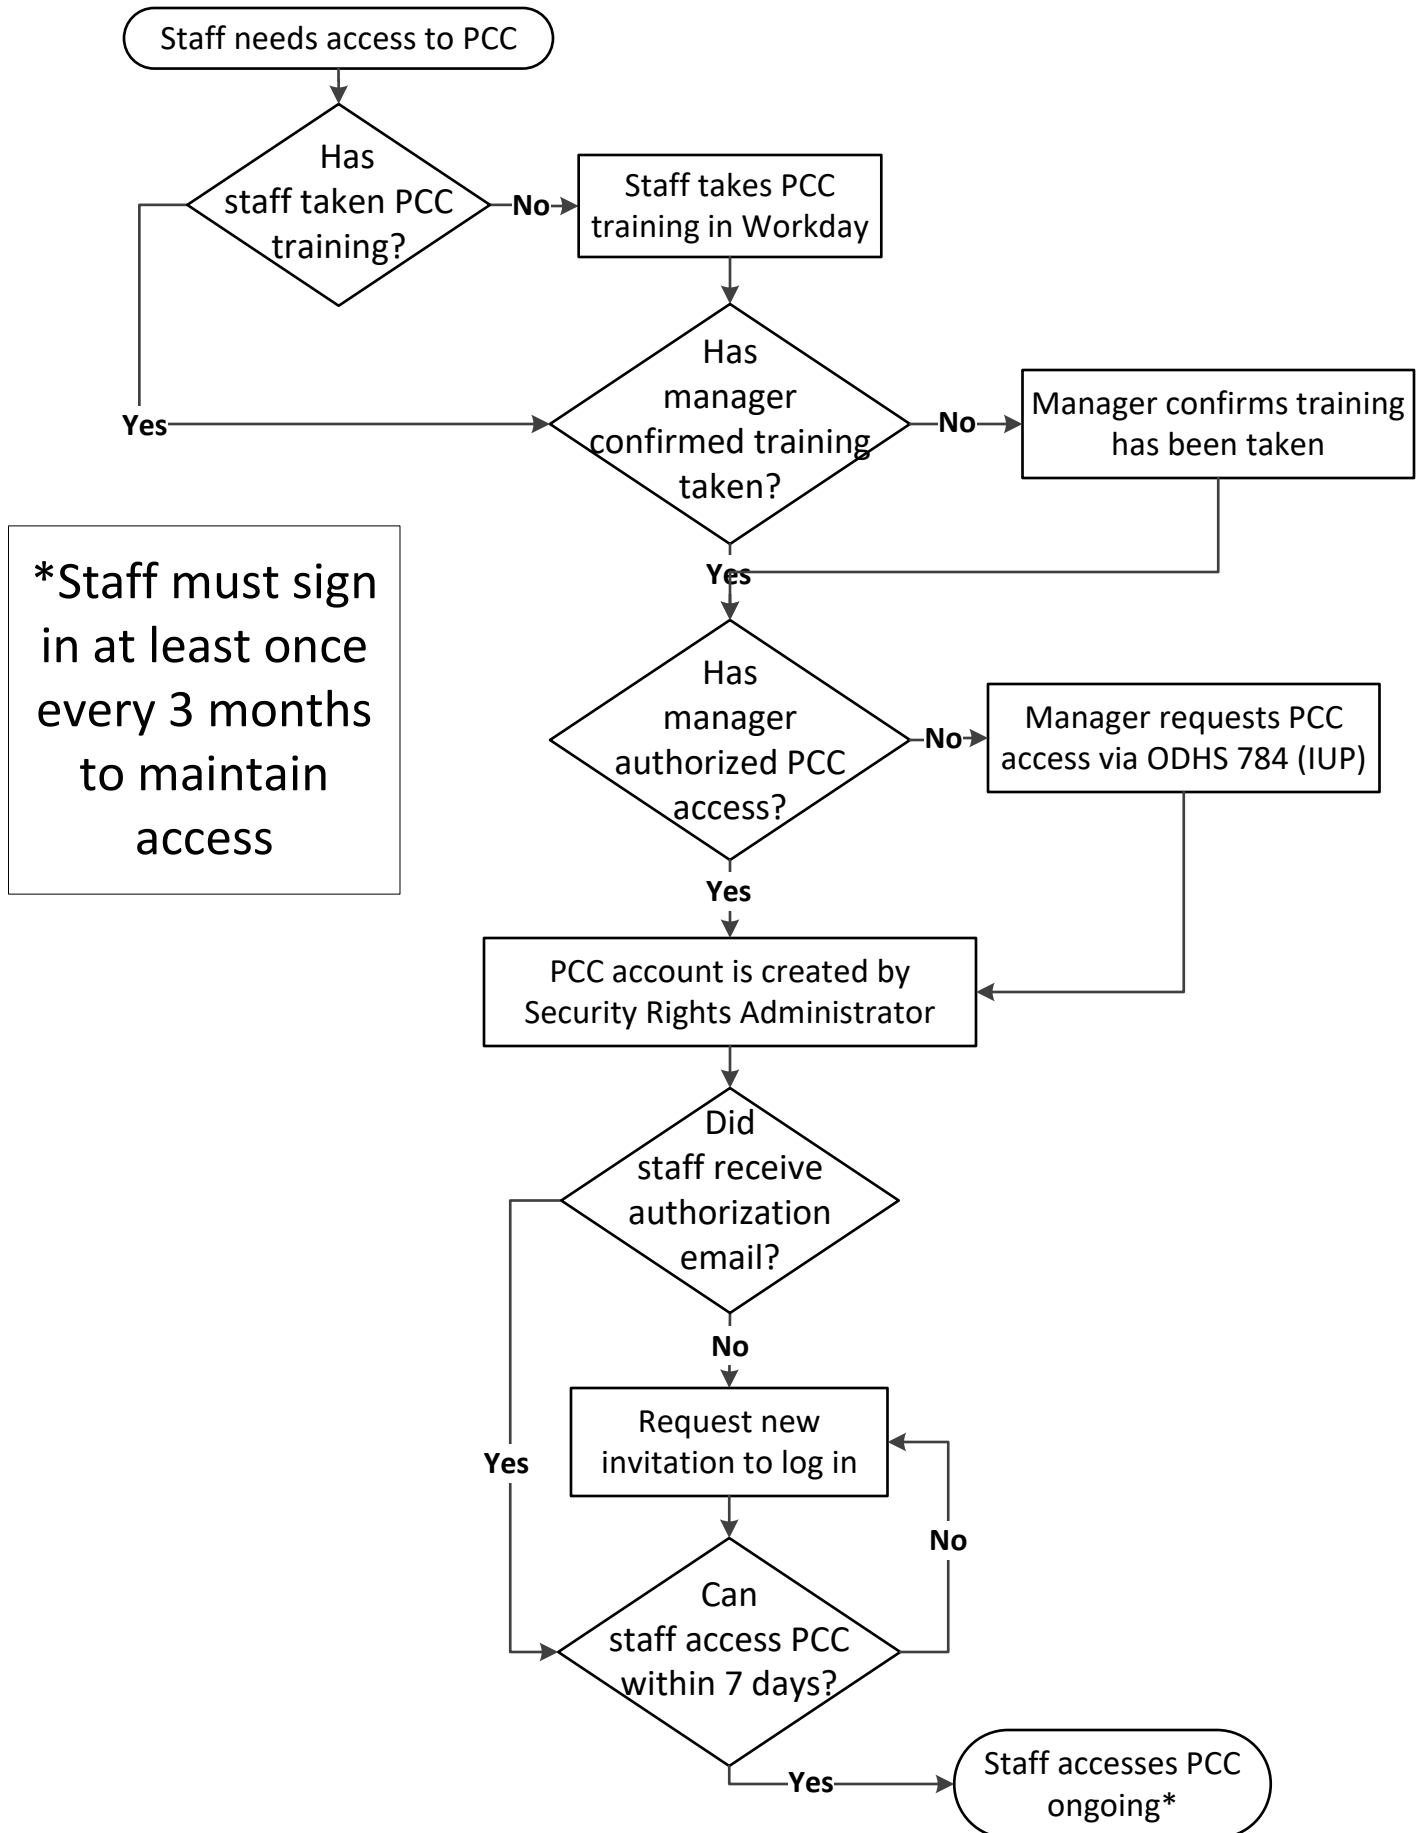 Staff needs access to PCC
Has
staff taken PCC
training?
No
Staff takes PCC
training in Workday
Yes
Has
manager
confirmed training
taken?
No
Manager confirms training
has been taken
Yes
*Staff must sign
in at least once
every 3 months
to maintain
access
Has
manager
authorized PCC
access?
No
Manager requests PCC
access via ODHS 784 (IUP)
Yes
PCC account is created by
Security Rights Administrator
Did
staff receive
authorization
email?
No
Yes
Request new
invitation to log in
No
Can
staff access PCC
within 7 days?
Yes
Staff accesses PCC
ongoing*